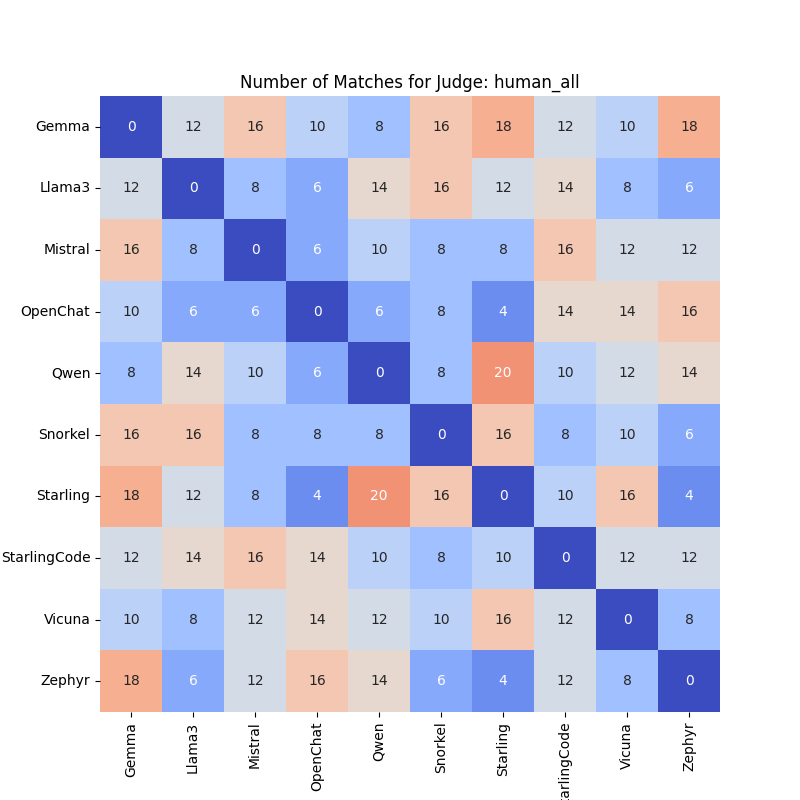 Number of Matches for Judge: human_all
Gemma 0 12 16 10 8 16 18 12 10 18
Llama3 12 0 8 6 14 16 12 14 8 6
Mistral 16 8 0 6 10 8 8 16 12 12
OpenChat 10 6 6 0 6 8 4 14 14 16
Qwen 8 14 10 6 0 8 20 10 12 14
Snorkel 16 16 8 8 8 0 16 8 10 6
Starling 18 12 8 4 20 16 0 10 16 4
StarlingCode 12 14 16 14 10 8 10 0 12 12
Vicuna 10 8 12 14 12 10 16 12 0 8
Zephyr 18 6 12 16 14 6 4 12 8 0
Gemma Llama3 Mistral OpenChat Qwen Snorkel Starling arlingCode Vicuna Zephyr